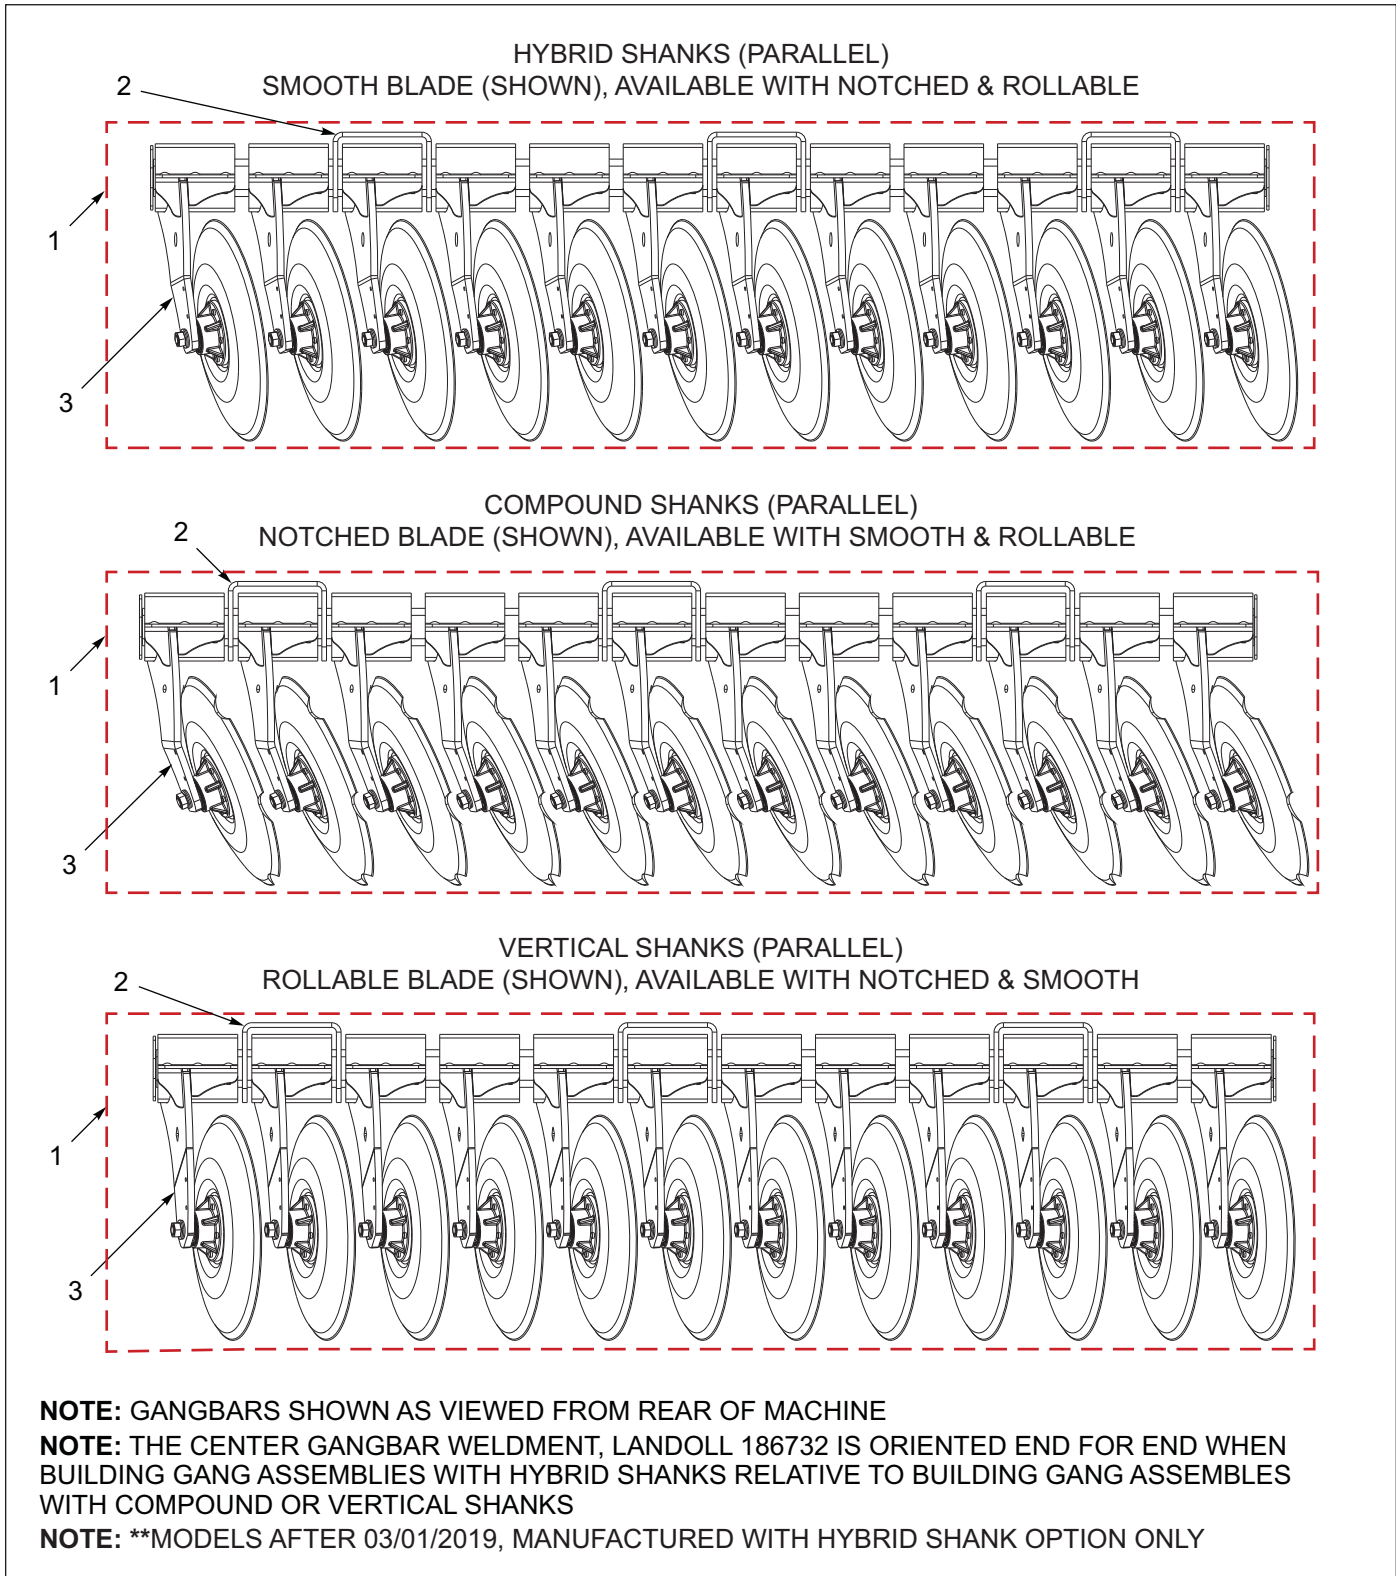 HYBRID SHANKS (PARALLEL)
SMOOTH BLADE (SHOWN), AVAILABLE WITH NOTCHED & ROLLABLE
2
1
3
COMPOUND SHANKS (PARALLEL)
NOTCHED BLADE (SHOWN), AVAILABLE WITH SMOOTH & ROLLABLE
2
1
3
VERTICAL SHANKS (PARALLEL)
ROLLABLE BLADE (SHOWN), AVAILABLE WITH NOTCHED & SMOOTH
2
1
3
NOTE: GANGBARS SHOWN AS VIEWED FROM REAR OF MACHINE
NOTE: THE CENTER GANGBAR WELDMENT, LANDOLL 186732 IS ORIENTED END FOR END WHEN
BUILDING GANG ASSEMBLIES WITH HYBRID SHANKS RELATIVE TO BUILDING GANG ASSEMBLES
WITH COMPOUND OR VERTICAL SHANKS
NOTE: **MODELS AFTER 03/01/2019, MANUFACTURED WITH HYBRID SHANK OPTION ONLY